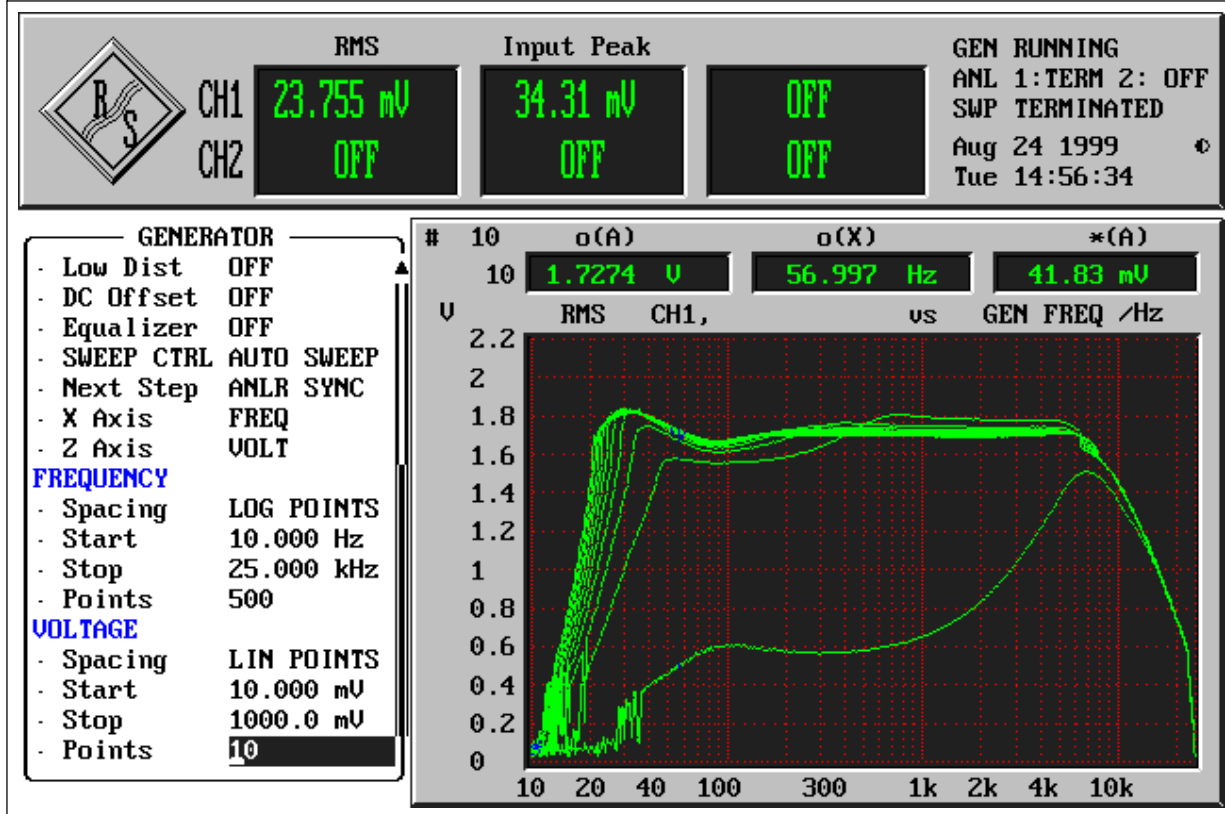 RMS Input Peak
R S
CH1 23.755 mV 34.31 mV OFF
CH2 OFF OFF OFF
GEN RUNNING
ANL 1:TERM 2: OFF
SWP TERMINATED
Aug 24 1999
Tue 14:56:34
GENERATOR
· Low Dist OFF
· DC Offset OFF
· Equalizer OFF
· SWEEP CTRL AUTO SWEEP
· Next Step ANLR SYNC
· X Axis FREQ
· Z Axis VOLT
FREQUENCY
· Spacing LOG POINTS
· Start 10.000 Hz
· Stop 25.000 kHz
· Points 500
VOLTAGE
· Spacing LIN POINTS
· Start 10.000 mV
· Stop 1000.0 mV
· Points 10
# 10 o(A) o(X) *(A)
10 1.7274 V 56.997 Hz 41.83 mV
V RMS CH1, vs GEN FREQ /Hz
2.2
2
1.8
1.6
1.4
1.2
1
0.8
0.6
0.4
0.2
0
10 20 40 100 300 1k 2k 4k 10k